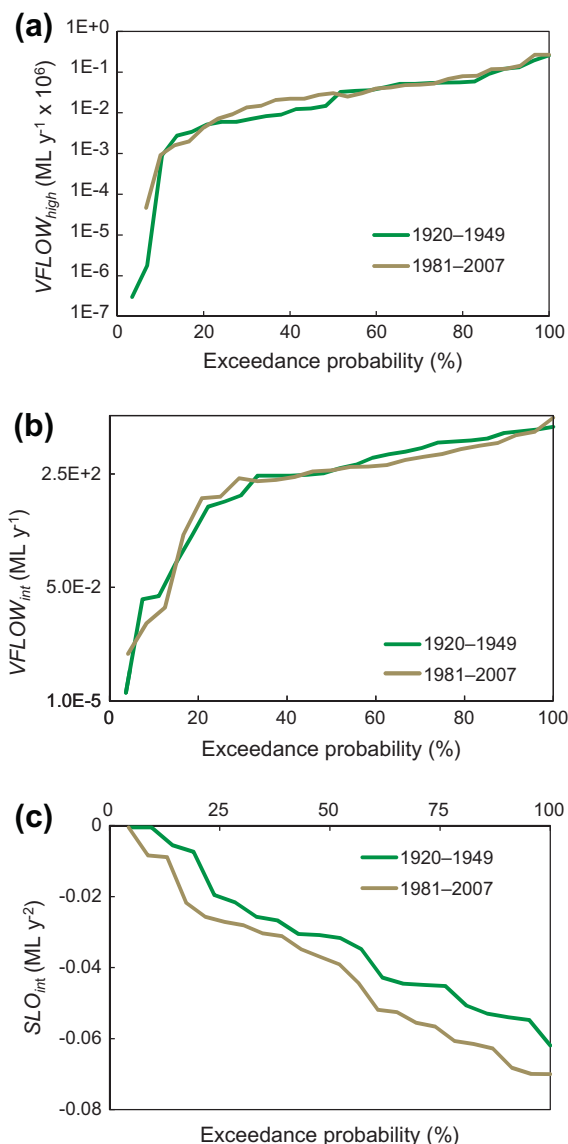 (a)
1E+0
1E-1
1E-2
1E-3
1E-4
1E-5
1E-6
1E-7
VFLOWhigh (ML y-1 x 106)
1920–1949
1981–2007
0 20 40 60 80 100
Exceedance probability (%)
(b)
2.5E+2
5.0E-2
1.0E-5
VFLOWint (ML y-1)
1920–1949
1981–2007
0 20 40 60 80 100
Exceedance probability (%)
(c)
0 25 50 75 100
0
-0.02
-0.04
-0.06
-0.08
SLOint (ML y-2)
1920–1949
1981–2007
Exceedance probability (%)